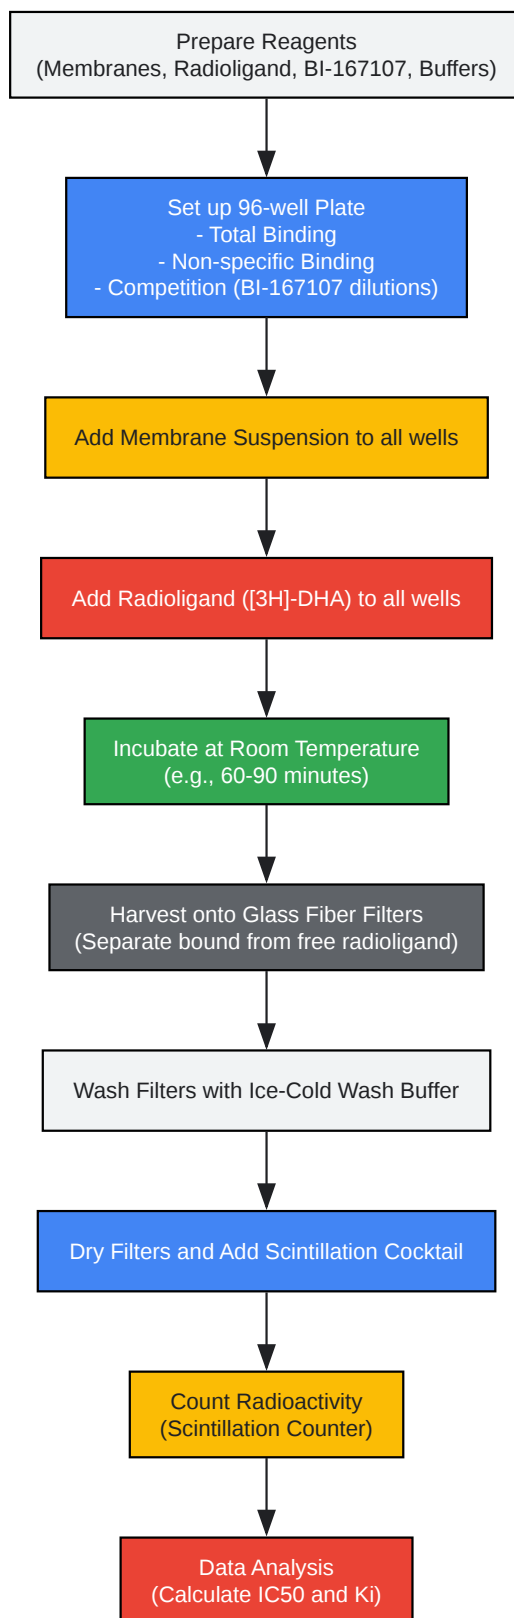 Prepare Reagents
(Membranes, Radioligand, BI-167107, Buffers)
Set up 96-well Plate
- Total Binding
- Non-specific Binding
- Competition (BI-167107 dilutions)
Add Membrane Suspension to all wells
Add Radioligand ([3H]-DHA) to all wells
Incubate at Room Temperature
(e.g., 60-90 minutes)
Harvest onto Glass Fiber Filters
(Separate bound from free radioligand)
Wash Filters with Ice-Cold Wash Buffer
Dry Filters and Add Scintillation Cocktail
Count Radioactivity
(Scintillation Counter)
Data Analysis
(Calculate IC50 and Ki)